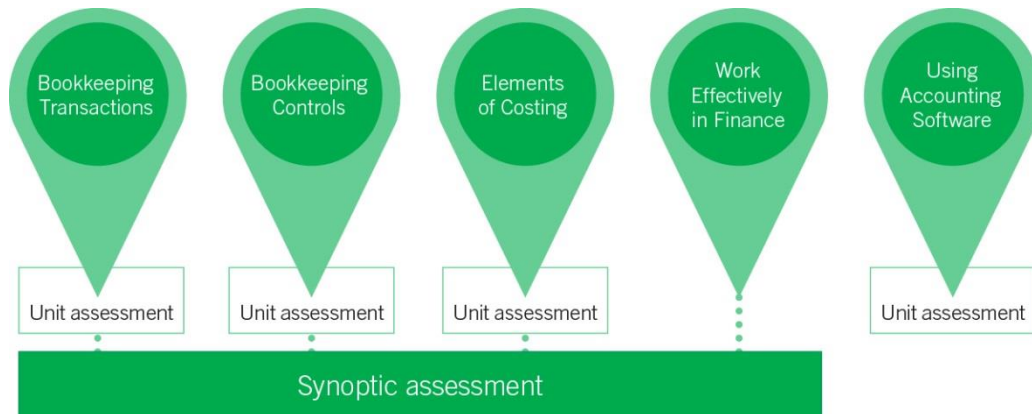 Bookkeeping
Transactions
Bookkeeping
Controls
Elements
of Costing
Work
Effectively
in Finance
Using
Accounting
Software
Unit assessment
Unit assessment
Unit assessment
Unit assessment
Synoptic assessment